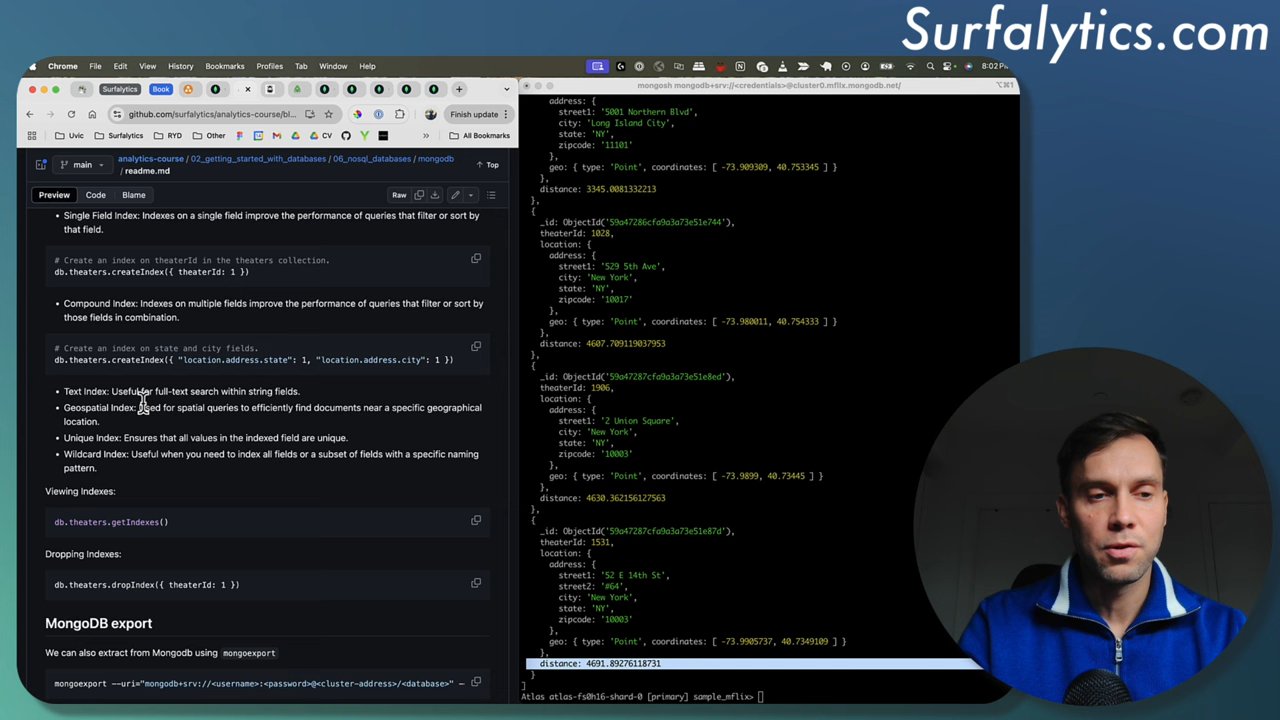 Surfalytics.com
Chrome File Edit View History Bookmarks Profiles Tab Window Help 8:02 PM
Surfalytics Book
github.com/surfalytics/analytics-course/bl... Finish update
Uvic Surfalytics RYD Other CV All Bookmarks
main
analytics-course / 02_getting_started_with_databases / 06_nosql_databases / mongodb
/ readme.md
Top
Preview Code Blame Raw
• Single Field Index: Indexes on a single field improve the performance of queries that filter or sort by
that field.
# Create an index on theaterId in the theaters collection.
db.theaters.createIndex({ theaterId: 1 })
• Compound Index: Indexes on multiple fields improve the performance of queries that filter or sort by
those fields in combination.
# Create an index on state and city fields.
db.theaters.createIndex({ "location.address.state": 1, "location.address.city": 1 })
• Text Index: Useful for full-text search within string fields.
• Geospatial Index: Used for spatial queries to efficiently find documents near a specific geographical
location.
• Unique Index: Ensures that all values in the indexed field are unique.
• Wildcard Index: Useful when you need to index all fields or a subset of fields with a specific naming
pattern.
Viewing Indexes:
db.theaters.getIndexes()
Dropping Indexes:
db.theaters.dropIndex({ theaterId: 1 })
MongoDB export
We can also extract from Mongodb using mongoexport
mongoexport --uri="mongodb+srv://<username>:<password>@<cluster-address>/<database>" —
mongosh mongodb+srv://<credentials>@cluster0.mflix.mongodb.net/
⌥⌘1
address: {
street1: '5001 Northern Blvd',
city: 'Long Island City',
state: 'NY',
zipcode: '11101'
},
geo: { type: 'Point', coordinates: [ -73.909309, 40.753345 ] }
},
distance: 3345.0081332213
},
{
_id: ObjectId('59a47286cfa9a3a73e51e744'),
theaterId: 1028,
location: {
address: {
street1: '529 5th Ave',
city: 'New York',
state: 'NY',
zipcode: '10017'
},
geo: { type: 'Point', coordinates: [ -73.980011, 40.754333 ] }
},
distance: 4607.709119037953
},
{
_id: ObjectId('59a47287cfa9a3a73e51e8ed'),
theaterId: 1906,
location: {
address: {
street1: '2 Union Square',
city: 'New York',
state: 'NY',
zipcode: '10003'
},
geo: { type: 'Point', coordinates: [ -73.9899, 40.73445 ] }
},
distance: 4630.362156127563
},
{
_id: ObjectId('59a47287cfa9a3a73e51e87d'),
theaterId: 1531,
location: {
address: {
street1: '52 E 14th St',
street2: '#64',
city: 'New York',
state: 'NY',
zipcode: '10003'
},
geo: { type: 'Point', coordinates: [ -73.9905737, 40.7349109 ] }
},
distance: 4691.89276118731
}
]
Atlas atlas-fs0h16-shard-0 [primary] sample_mflix>